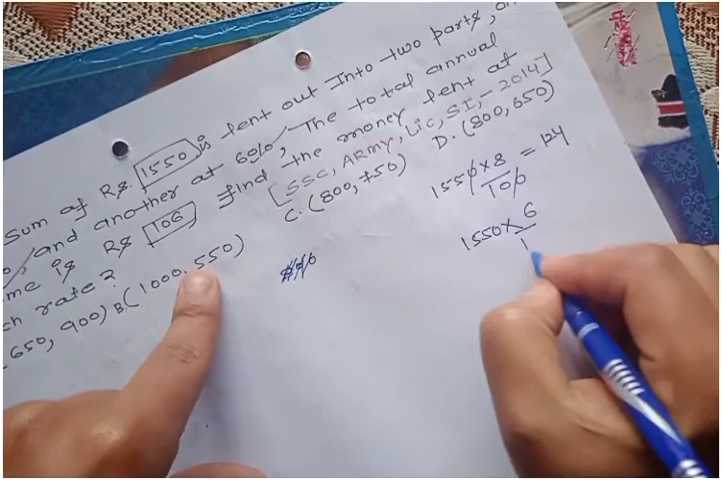 Sum of Rs. 1550 is lent out Into two parts, on
, and another at 6%, The total annual
me is Rs 106, find the money lent at
ch rate? [SSC, ARMY, LIC, SI, - 2014]
650, 900) B(1000, 550) C. (800, 750) D. (800, 650)
1550 × 8 / 100 = 124
1550 × 6
1